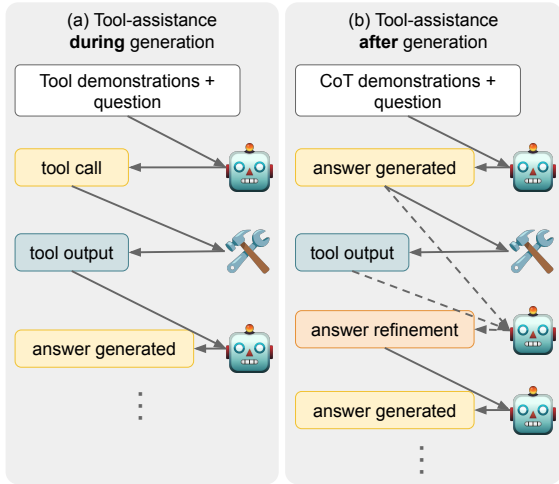 (a) Tool-assistance
during generation
Tool demonstrations +
question
tool call
tool output
answer generated
(b) Tool-assistance
after generation
CoT demonstrations +
question
answer generated
tool output
answer refinement
answer generated